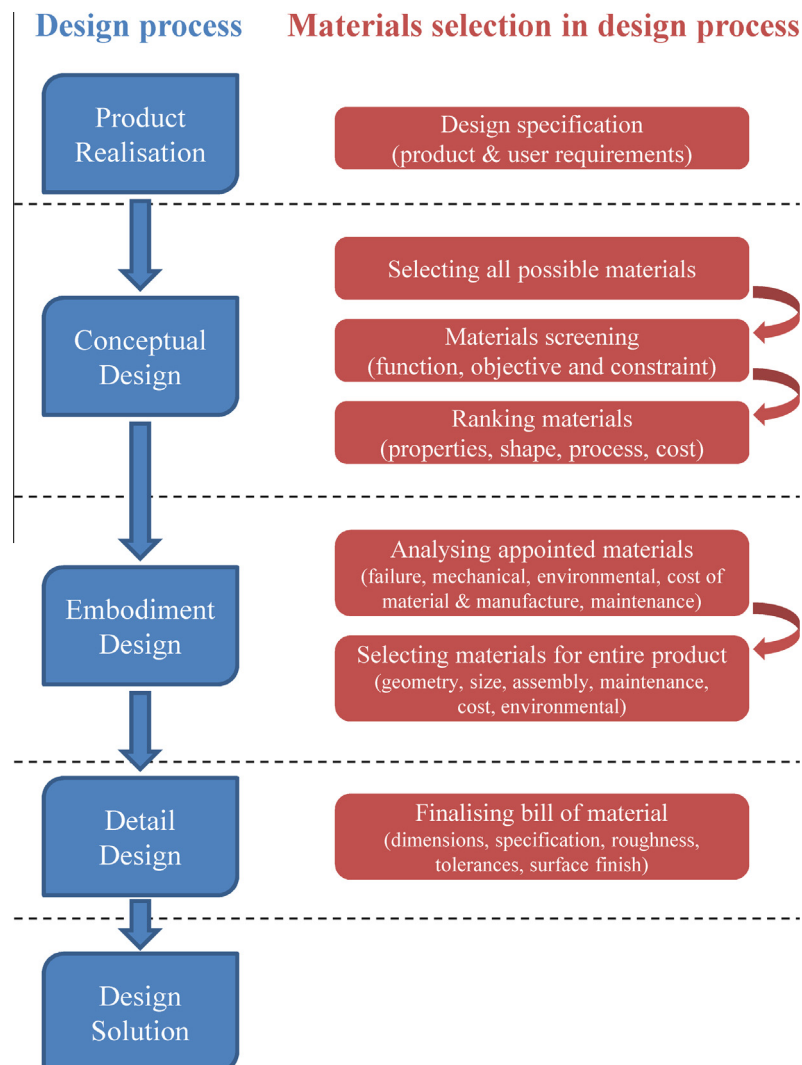 Design process
Materials selection in design process
Product
Realisation
Design specification
(product & user requirements)
Conceptual
Design
Selecting all possible materials
Materials screening
(function, objective and constraint)
Ranking materials
(properties, shape, process, cost)
Embodiment
Design
Analysing appointed materials
(failure, mechanical, environmental, cost of
material & manufacture, maintenance)
Selecting materials for entire product
(geometry, size, assembly, maintenance,
cost, environmental)
Detail
Design
Finalising bill of material
(dimensions, specification, roughness,
tolerances, surface finish)
Design
Solution